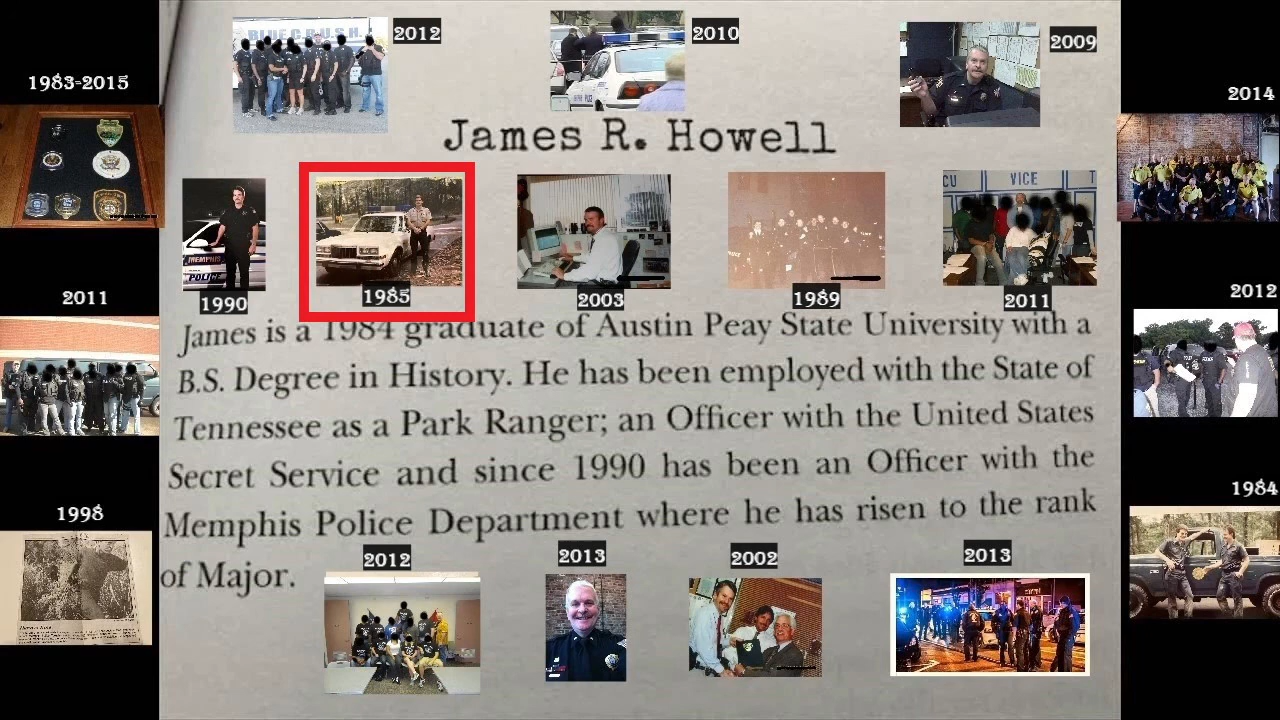 2012
2010
2009
1983-2015
2014
BLUE C.R.U.S.H.
James R. Howell
CU VICE T
MEMPHIS
POLICE
1990
1985
2003
1989
2011
2011
2012
James is a 1984 graduate of Austin Peay State University with a
B.S. Degree in History. He has been employed with the State of
Tennessee as a Park Ranger; an Officer with the United States
Secret Service and since 1990 has been an Officer with the
Memphis Police Department where he has risen to the rank
of Major.
1998
1984
2012
2013
2002
2013